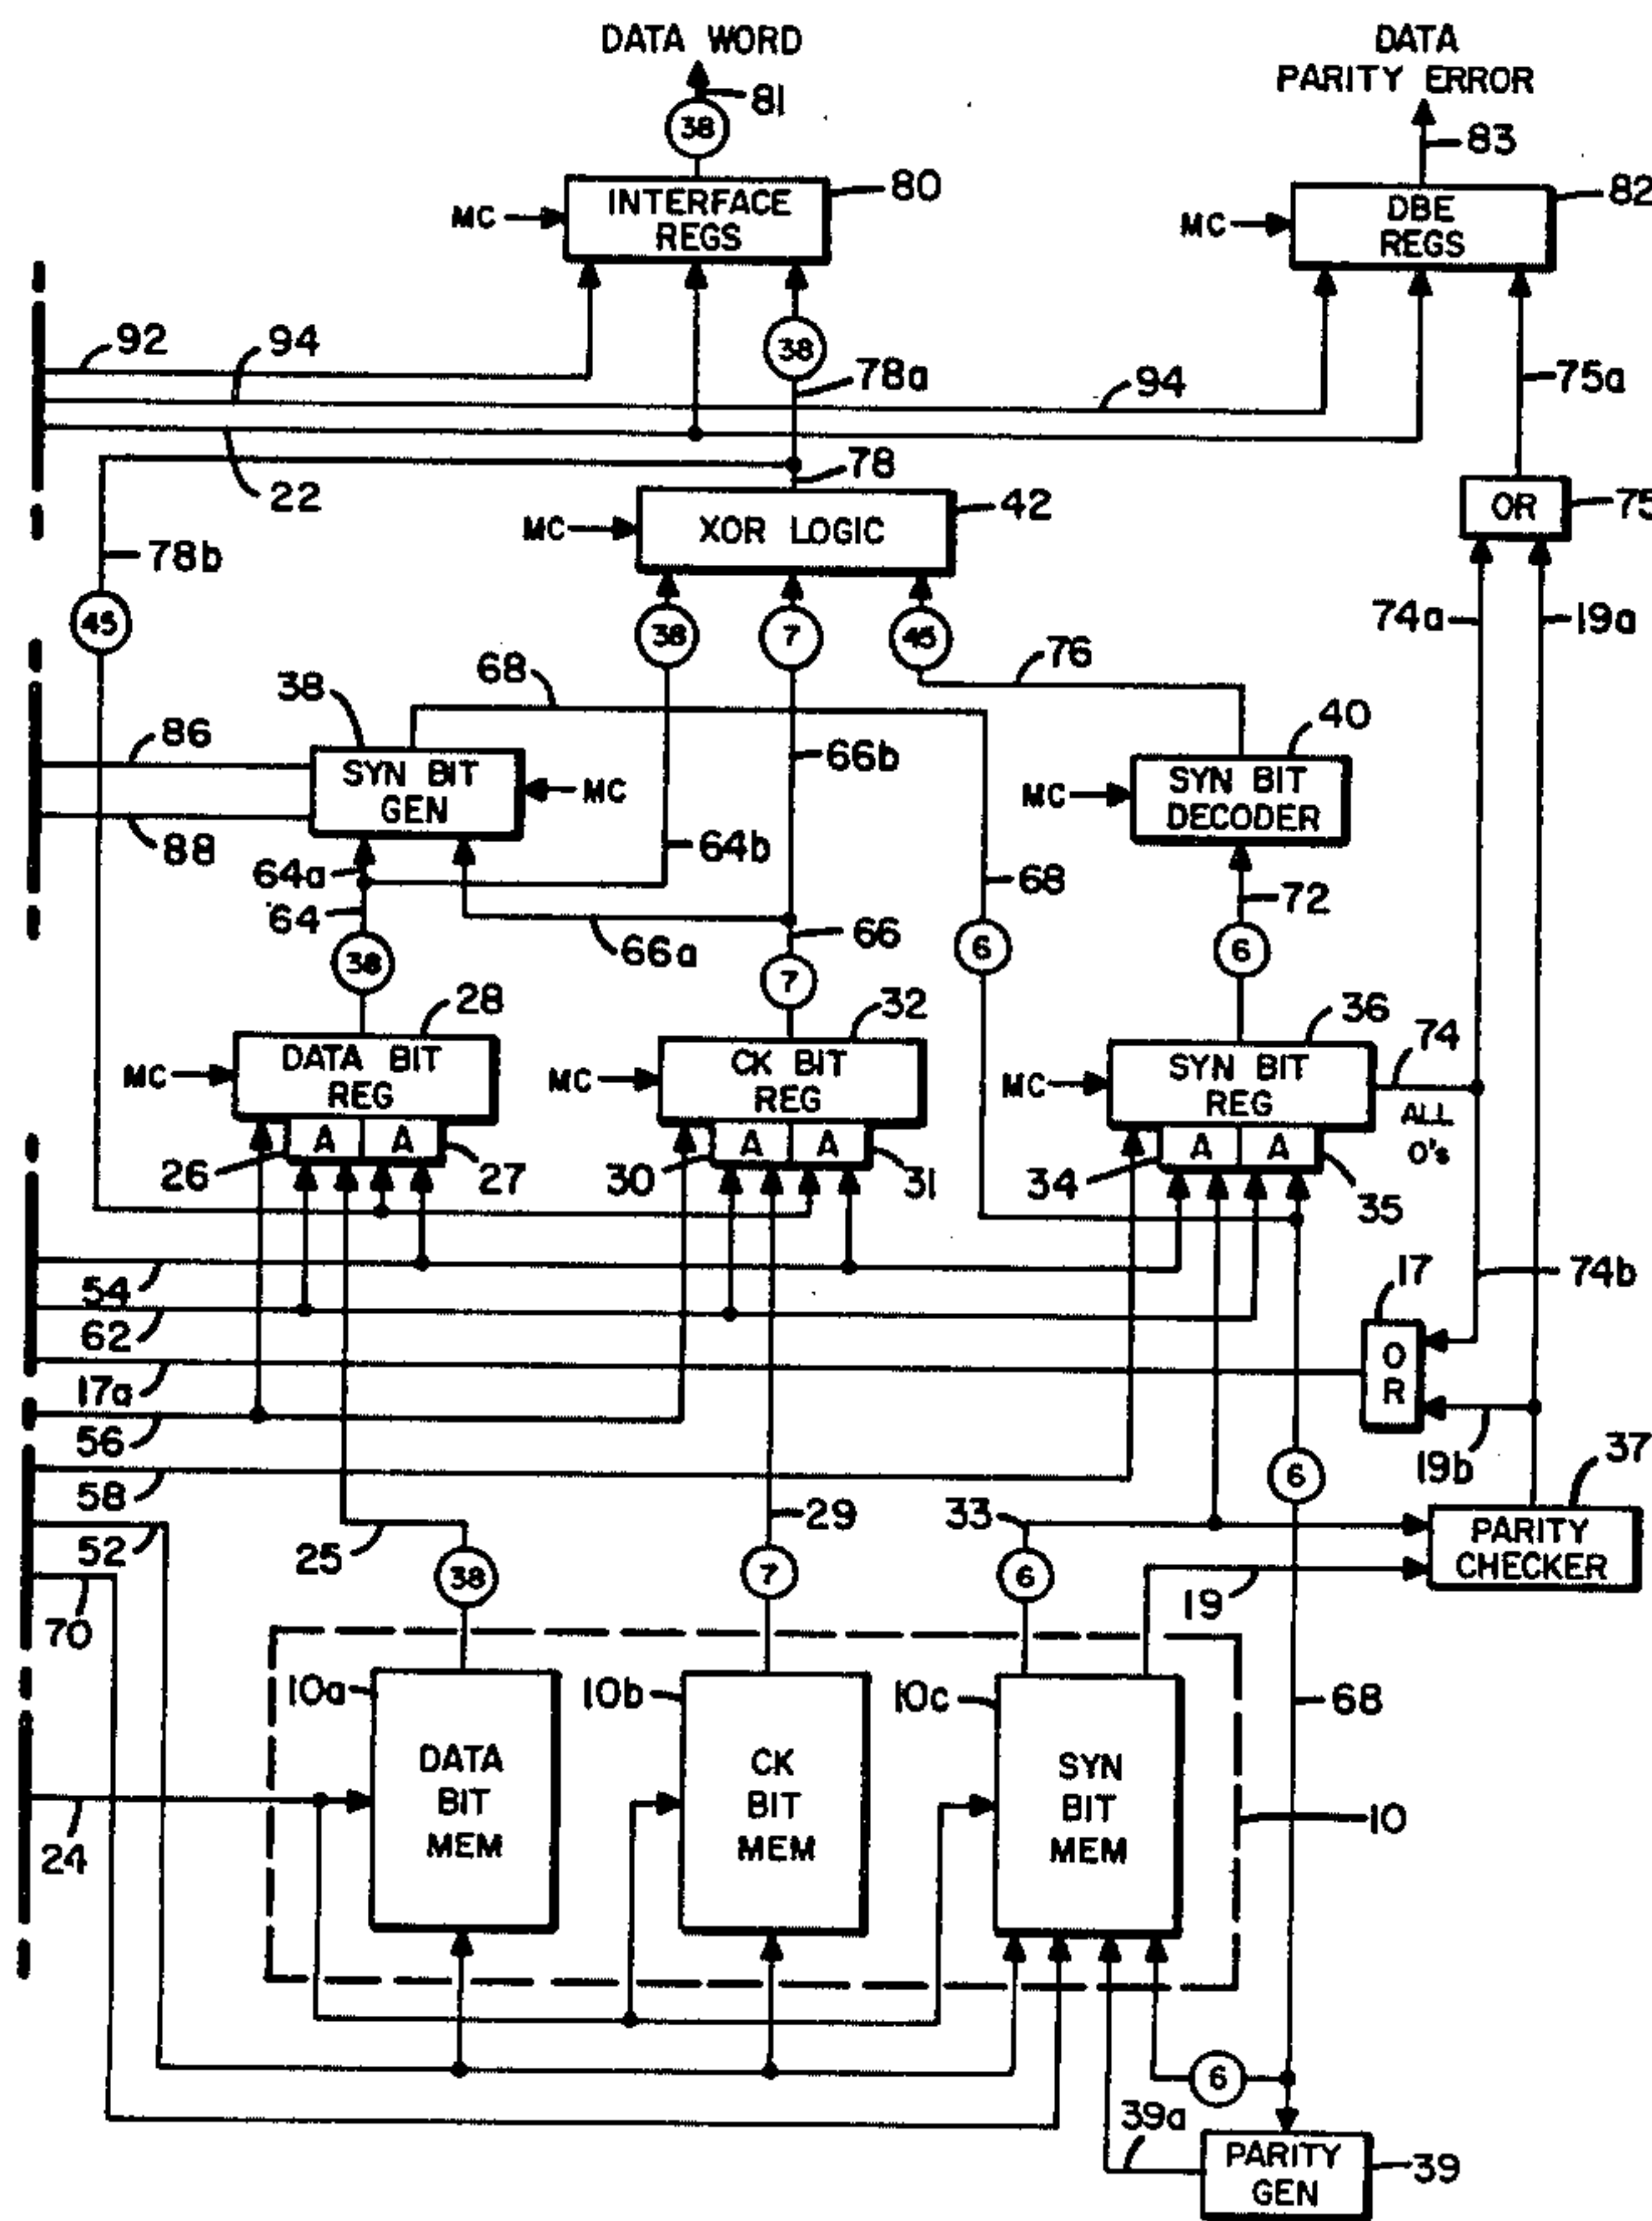 DATA WORD
DATA
PARITY ERROR
81
38
83
INTERFACE
REGS
80
MC
DBE
REGS
82
MC
92
94
38
78a
94
75a
22
78
78b
XOR LOGIC
42
MC
OR
75
45
38
7
45
74a
19a
68
76
38
40
86
SYN BIT
GEN
MC
66b
SYN BIT
DECODER
MC
88
64a
64b
68
72
64
66a
66
38
7
6
6
28
32
36
74
DATA BIT
REG
MC
CK BIT
REG
MC
SYN BIT
REG
MC
ALL
O's
A
A
26
27
A
A
30
31
A
A
34
35
54
62
17
74b
O
R
17a
56
19b
37
58
6
52
25
29
33
PARITY
CHECKER
70
38
7
6
19
10a
10b
10c
68
DATA
BIT
MEM
CK
BIT
MEM
SYN
BIT
MEM
10
24
6
39a
PARITY
GEN
39